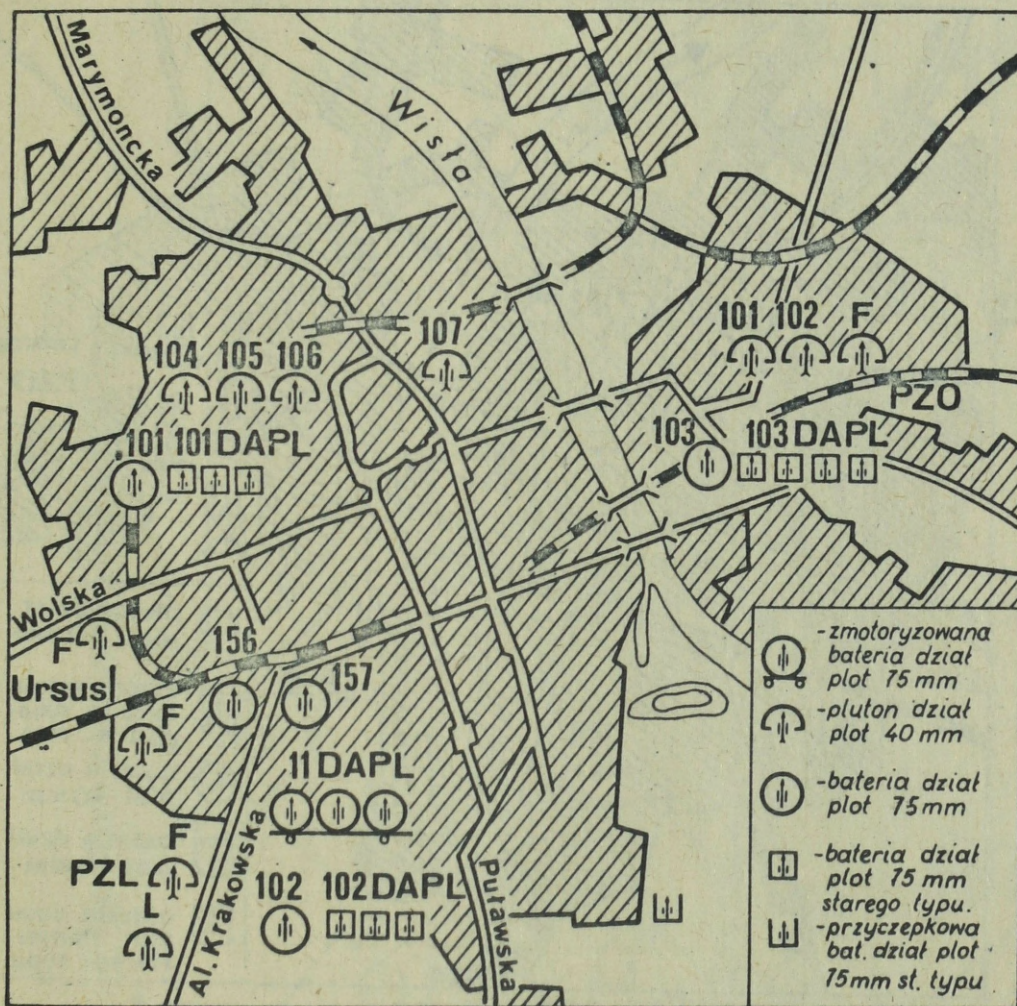 Marymoncka
Wisła
107
101 102 F
104 105 106
PZO
.101 101 DAPL
103 103 DAPL
Wolska
F
156
Ursus
157
F
11 DAPL
F
PZL
L
Al. Krakowska
102 102 DAPL
Puławska
-zmotoryzowana
bateria dział
plot 75 mm
-pluton dział
plot 40 mm
-bateria dział
plot 75 mm
-bateria dział
plot 75 mm
starego typu.
-przyczepkowa
bat. dział plot
75mm st. typu